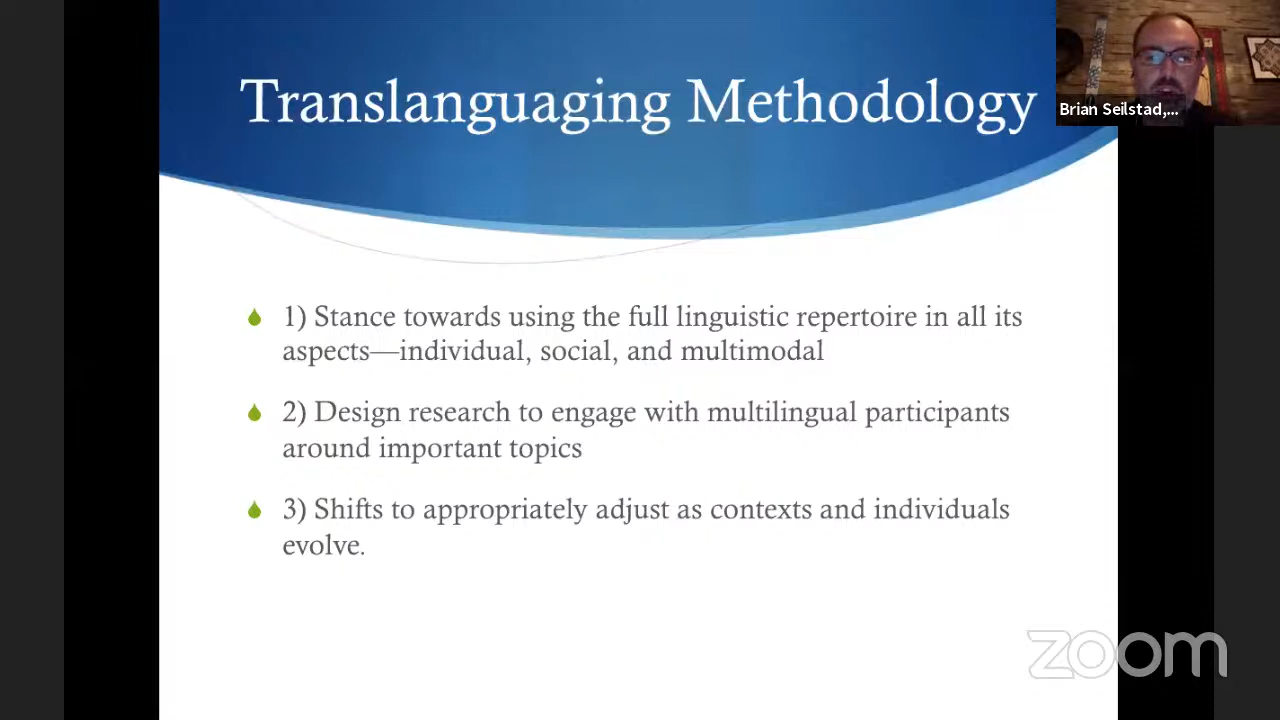 Translanguaging Methodology
Brian Seilstad,...
1) Stance towards using the full linguistic repertoire in all its
aspects—individual, social, and multimodal
2) Design research to engage with multilingual participants
around important topics
3) Shifts to appropriately adjust as contexts and individuals
evolve.
zoom